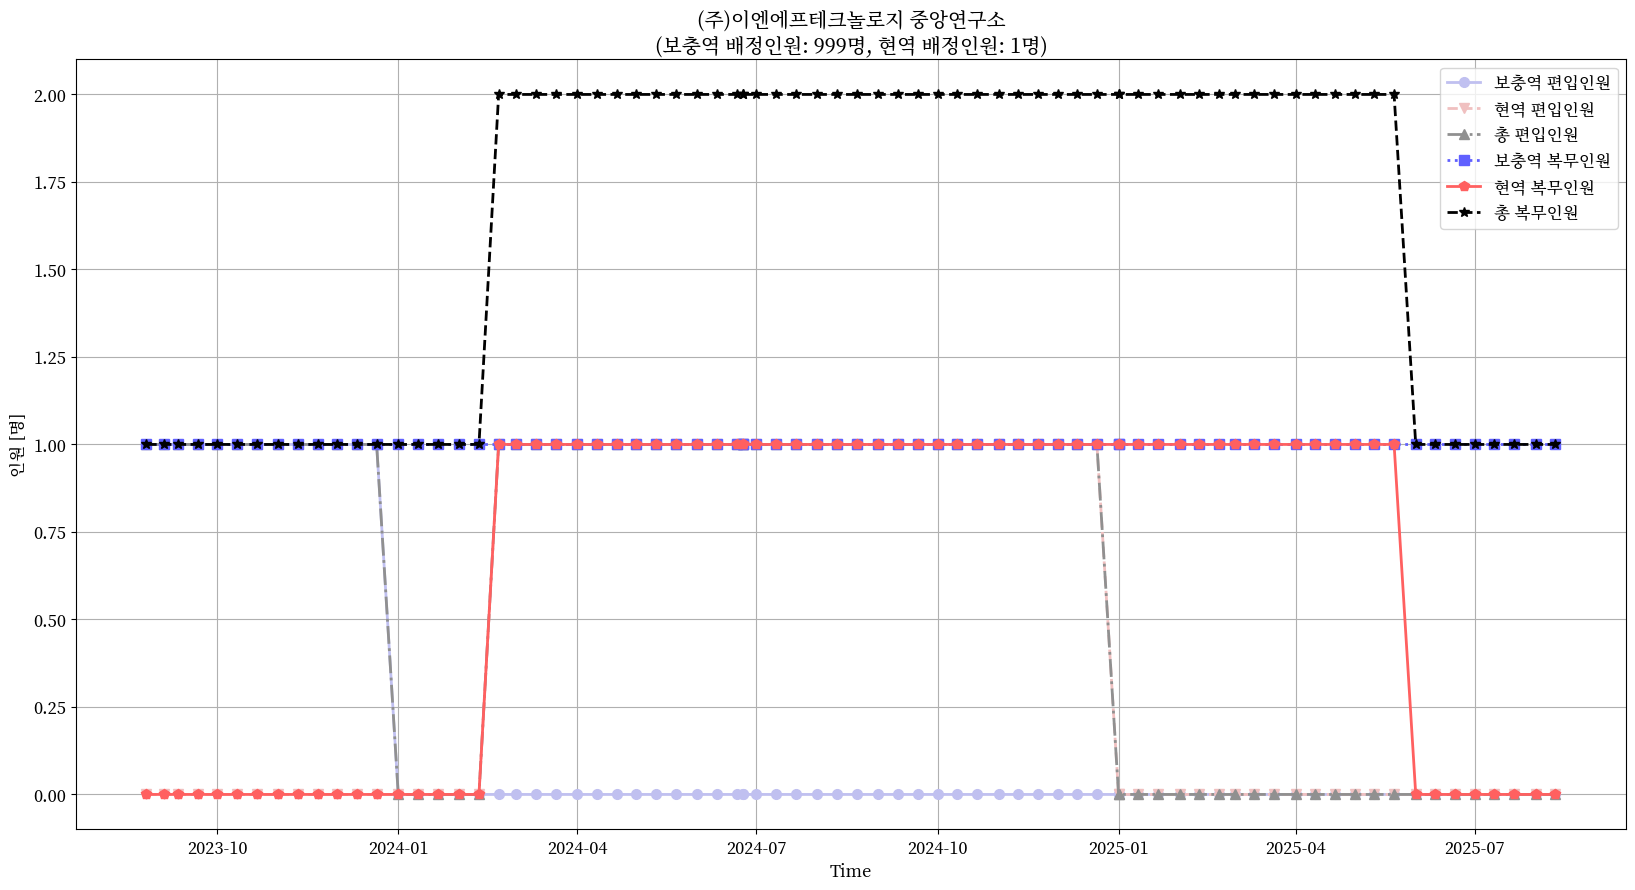 (주)이엔에프테크놀로지 중앙연구소
(보충역 배정인원: 999명, 현역 배정인원: 1명)
보충역 편입인원
현역 편입인원
총 편입인원
보충역 복무인원
현역 복무인원
총 복무인원
인원 [명]
2.00
1.75
1.50
1.25
1.00
0.75
0.50
0.25
0.00
2023-10
2024-01
2024-04
2024-07
2024-10
2025-01
2025-04
2025-07
Time